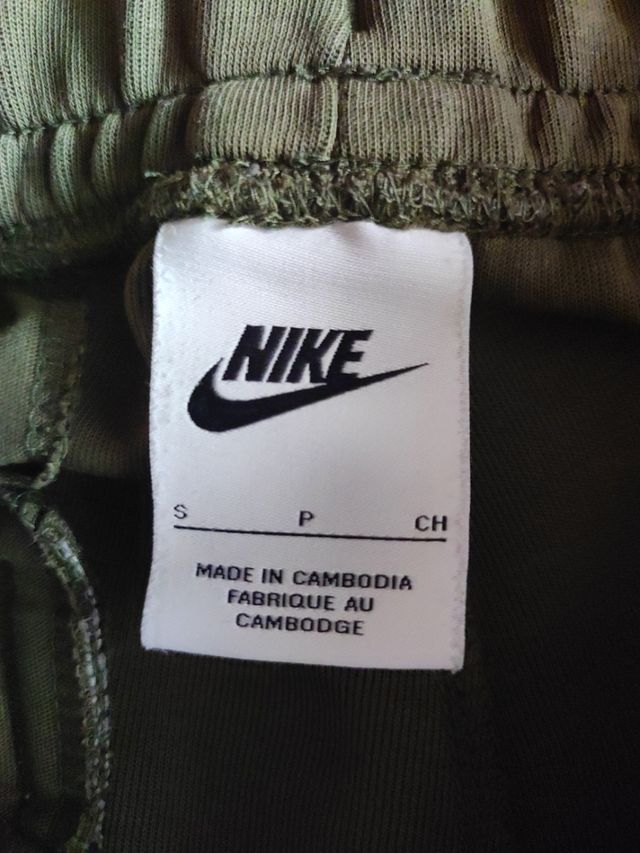 NIKE
S P CH
MADE IN CAMBODIA
FABRIQUE AU
CAMBODGE